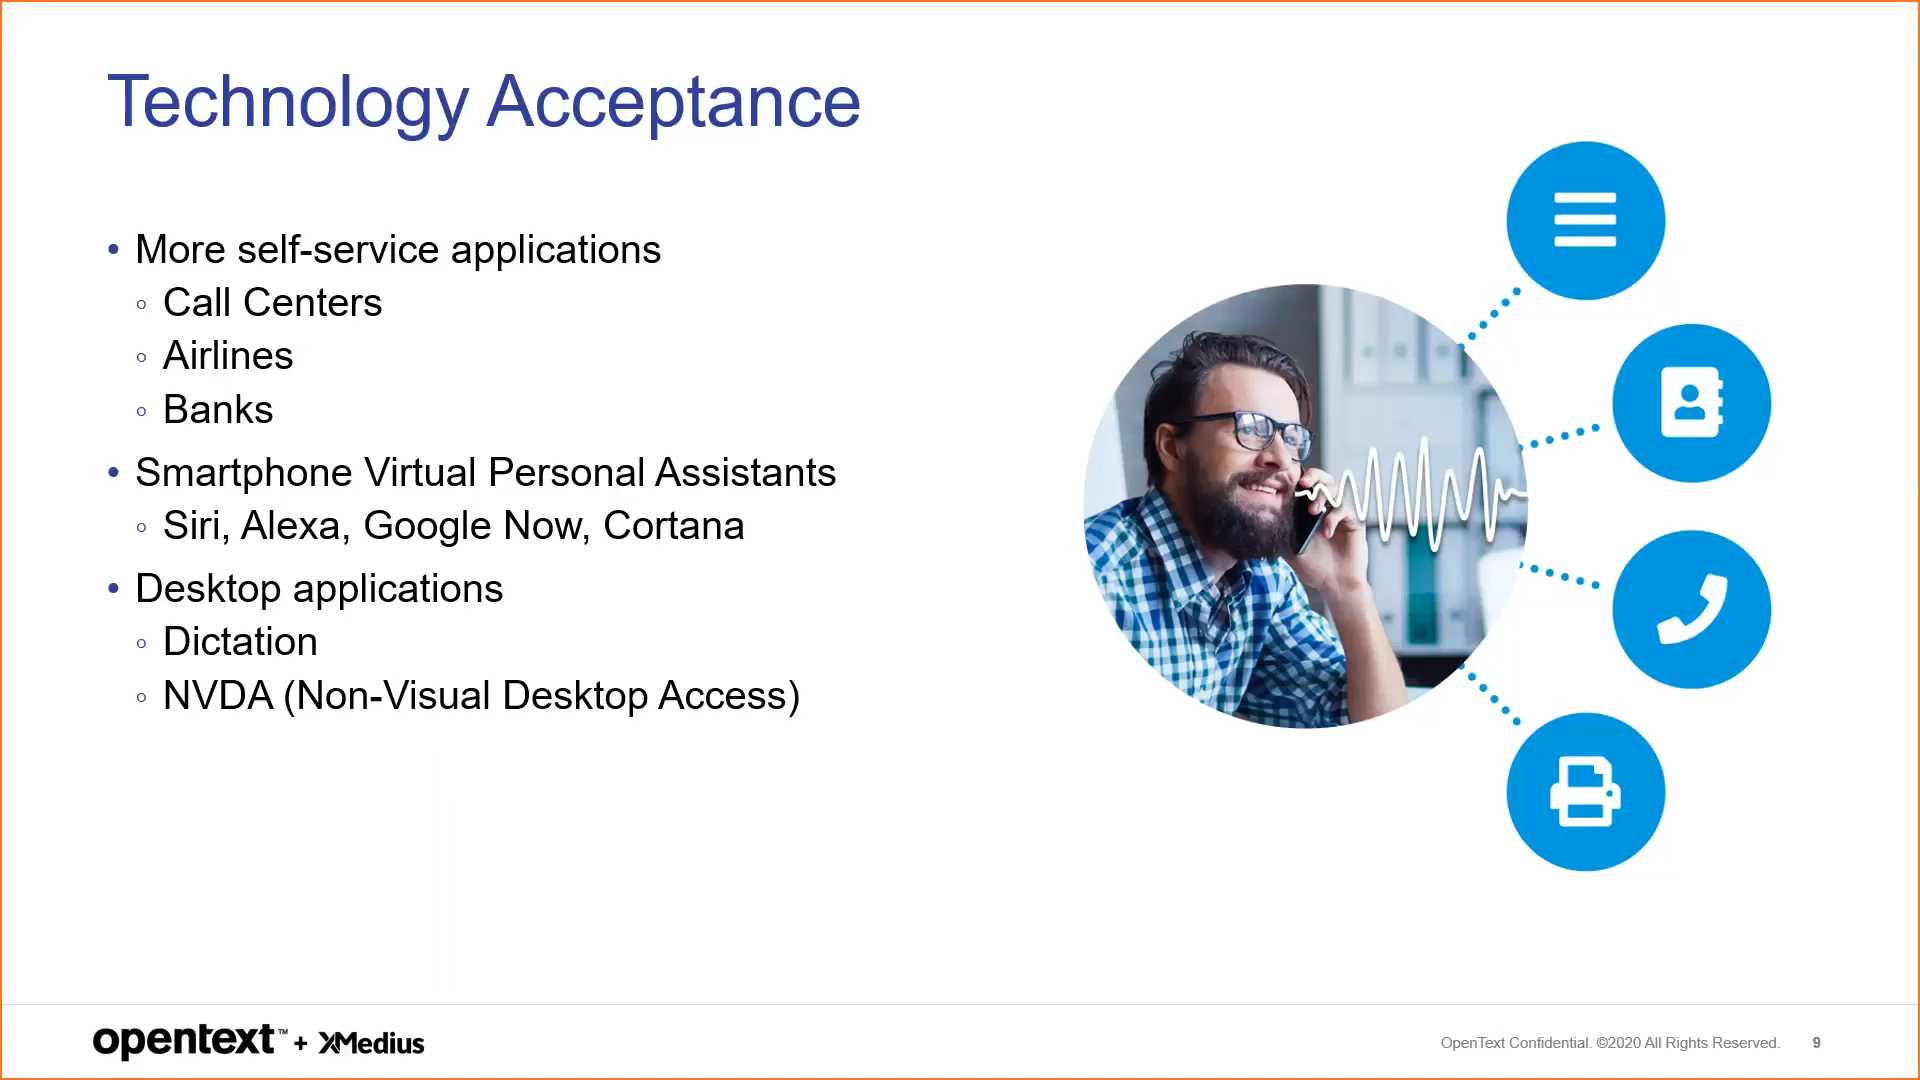 Technology Acceptance
• More self-service applications
◦ Call Centers
◦ Airlines
◦ Banks
• Smartphone Virtual Personal Assistants
◦ Siri, Alexa, Google Now, Cortana
• Desktop applications
◦ Dictation
◦ NVDA (Non-Visual Desktop Access)
opentext™ + XMedius
OpenText Confidential. ©2020 All Rights Reserved. 9